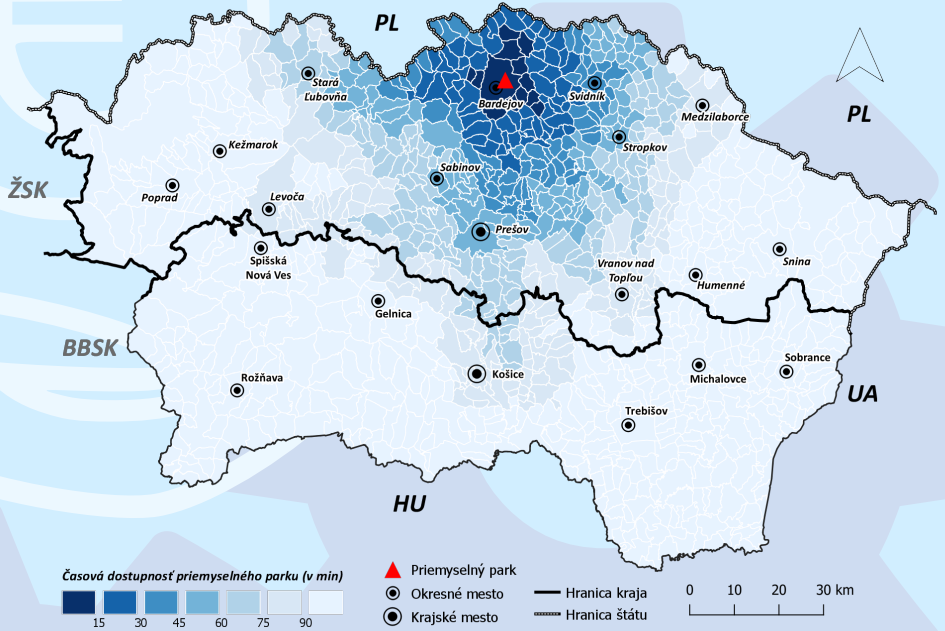 PL
PL
Stará
Ľubovňa
Bardejov
Svidník
Medzilaborce
Stropkov
Kežmarok
Sabinov
ŽSK
Poprad
Levoča
Prešov
Spišská
Nová Ves
Vranov nad
Topľou
Snina
Humenné
Gelnica
BBSK
Košice
Sobrance
Michalovce
Rožňava
UA
Trebišov
HU
Časová dostupnosť priemyselného parku (v min)
15 30 45 60 75 90
Priemyselný park
Okresné mesto
Krajské mesto
Hranica kraja
Hranica štátu
0 10 20 30 km